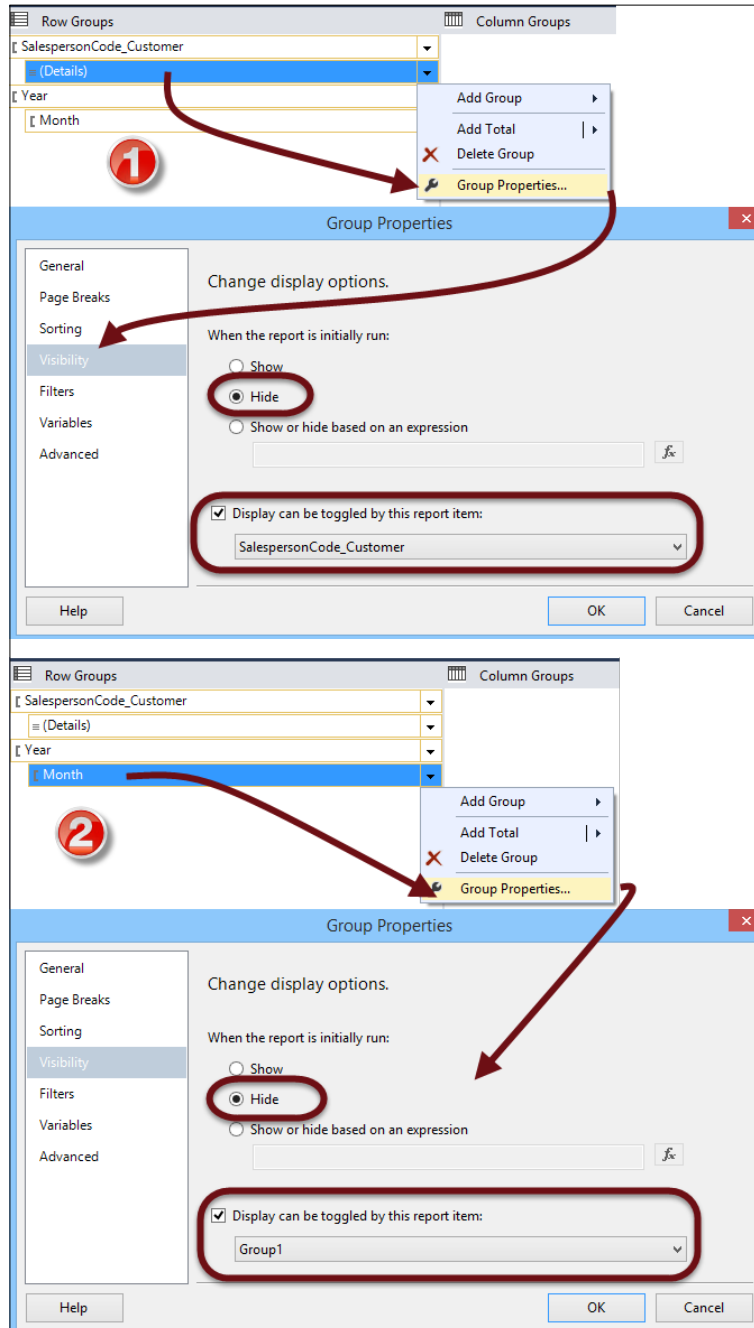 Row Groups Column Groups
SalespersonCode_Customer
(Details)
Year
Month
Add Group
Add Total
Delete Group
Group Properties...
1
Group Properties
General
Page Breaks
Sorting
Visibility
Filters
Variables
Advanced
Change display options.
When the report is initially run:
Show
Hide
Show or hide based on an expression
fx
Display can be toggled by this report item:
SalespersonCode_Customer
Help OK Cancel
Row Groups Column Groups
SalespersonCode_Customer
(Details)
Year
Month
Add Group
Add Total
Delete Group
Group Properties...
2
Group Properties
General
Page Breaks
Sorting
Visibility
Filters
Variables
Advanced
Change display options.
When the report is initially run:
Show
Hide
Show or hide based on an expression
fx
Display can be toggled by this report item:
Group1
Help OK Cancel